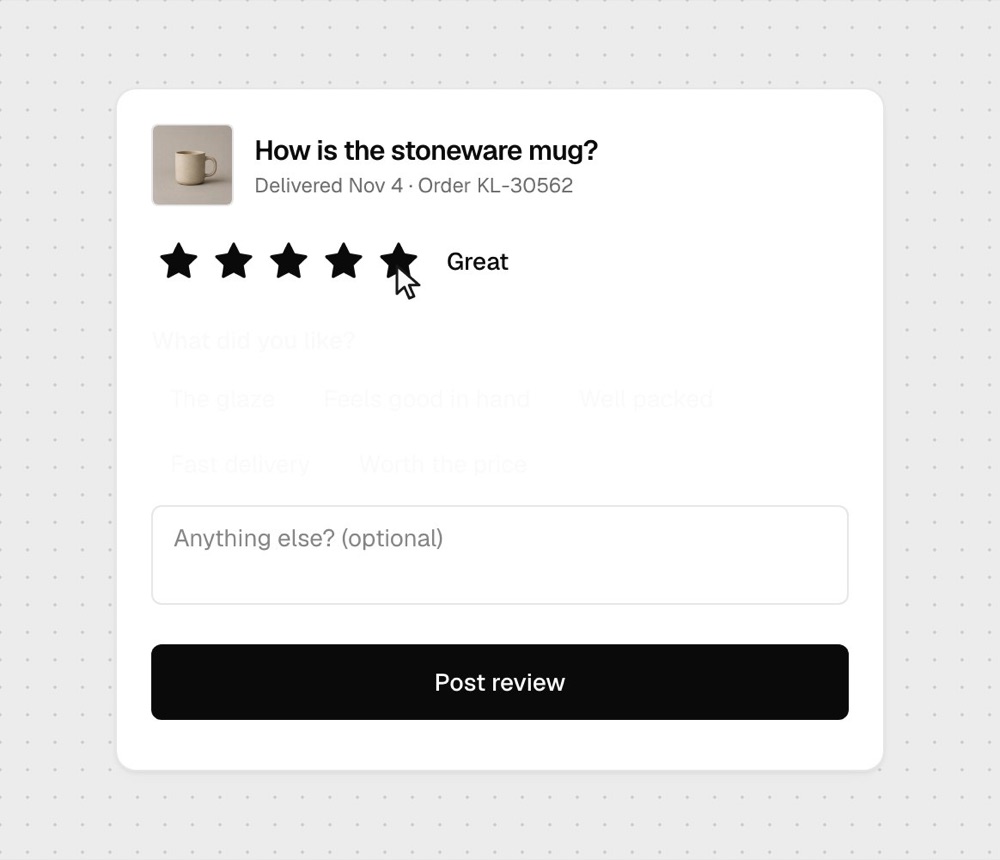 How is the stoneware mug?
Delivered Nov 4 · Order KL-30562
Great
What did you like?
The glaze Feels good in hand Well packed
Fast delivery Worth the price
Anything else? (optional)
Post review